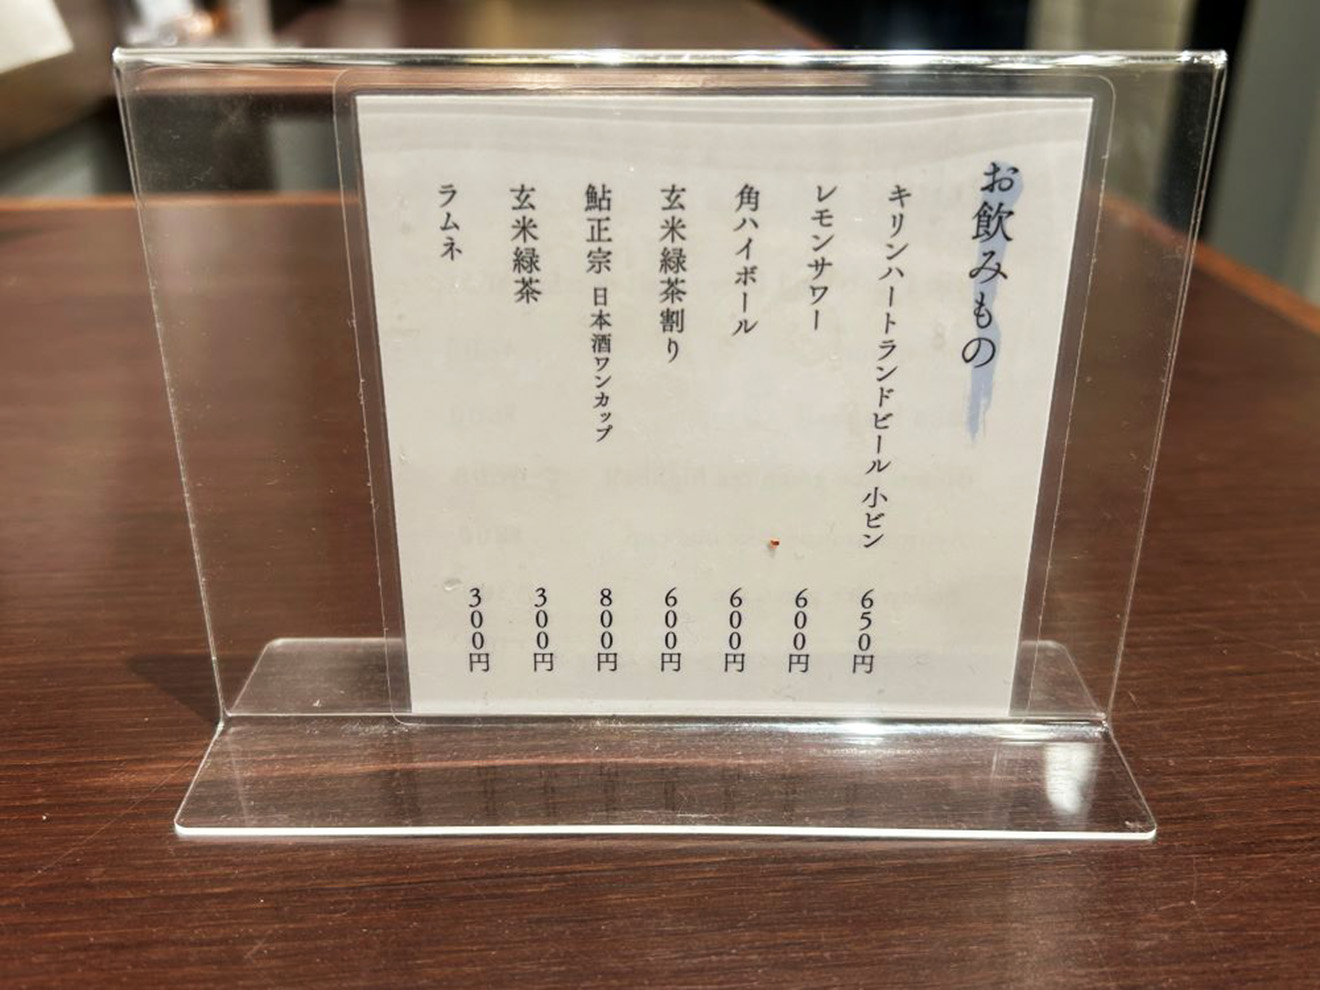 お飲みもの
キリンハートランドビール 小ビン 650円
レモンサワー 600円
角ハイボール 600円
玄米緑茶割り 600円
鮎正宗 日本酒ワンカップ 800円
玄米緑茶 300円
ラムネ 300円